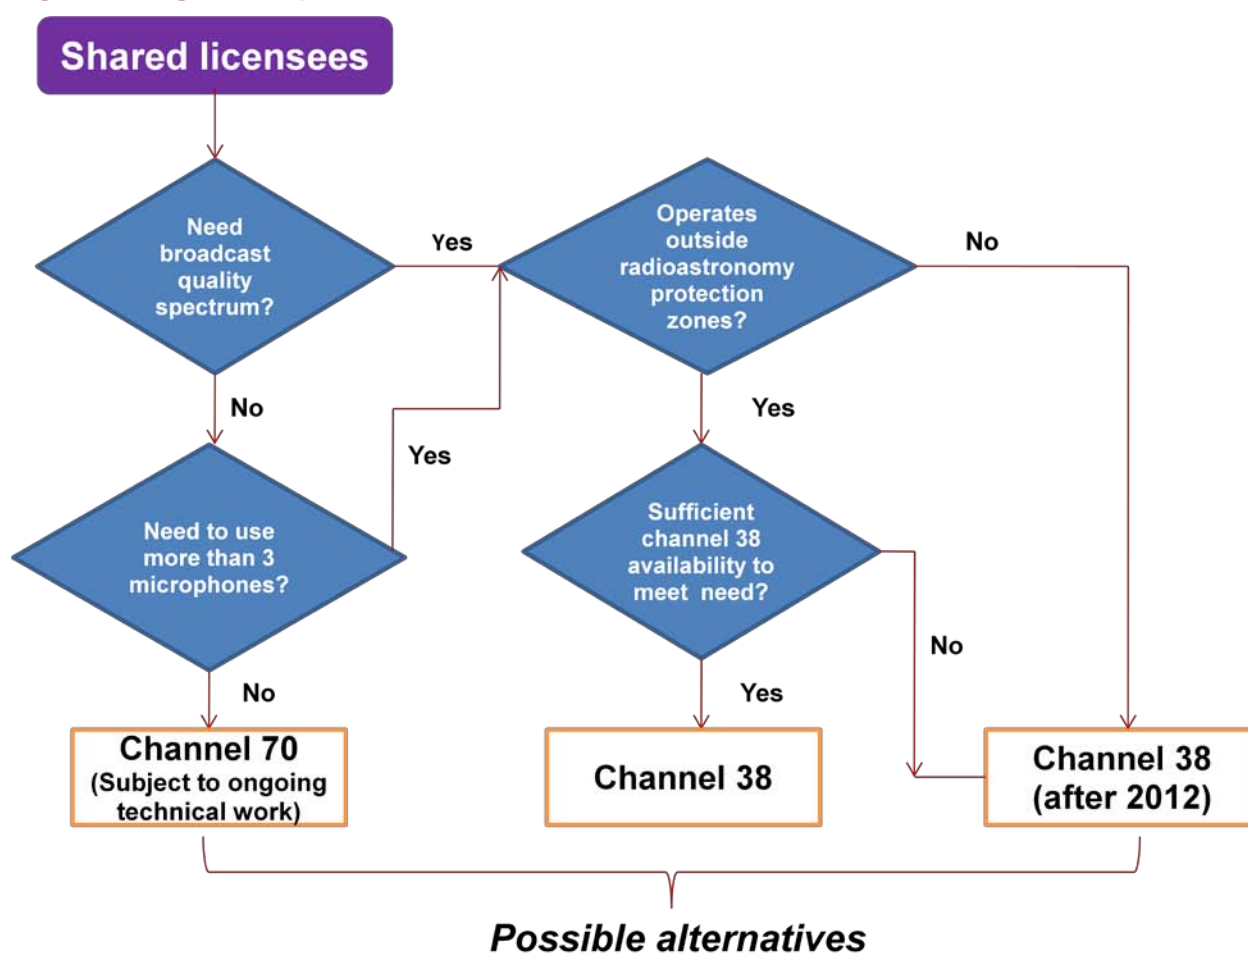 Shared licensees
Need
broadcast
quality
spectrum?
Yes
Operates
outside
radioastronomy
protection
zones?
No
No
Yes
Yes
Need to use
more than 3
microphones?
Sufficient
channel 38
availability to
meet need?
No
No
Yes
Channel 70
(Subject to ongoing
technical work)
Channel 38
Channel 38
(after 2012)
Possible alternatives